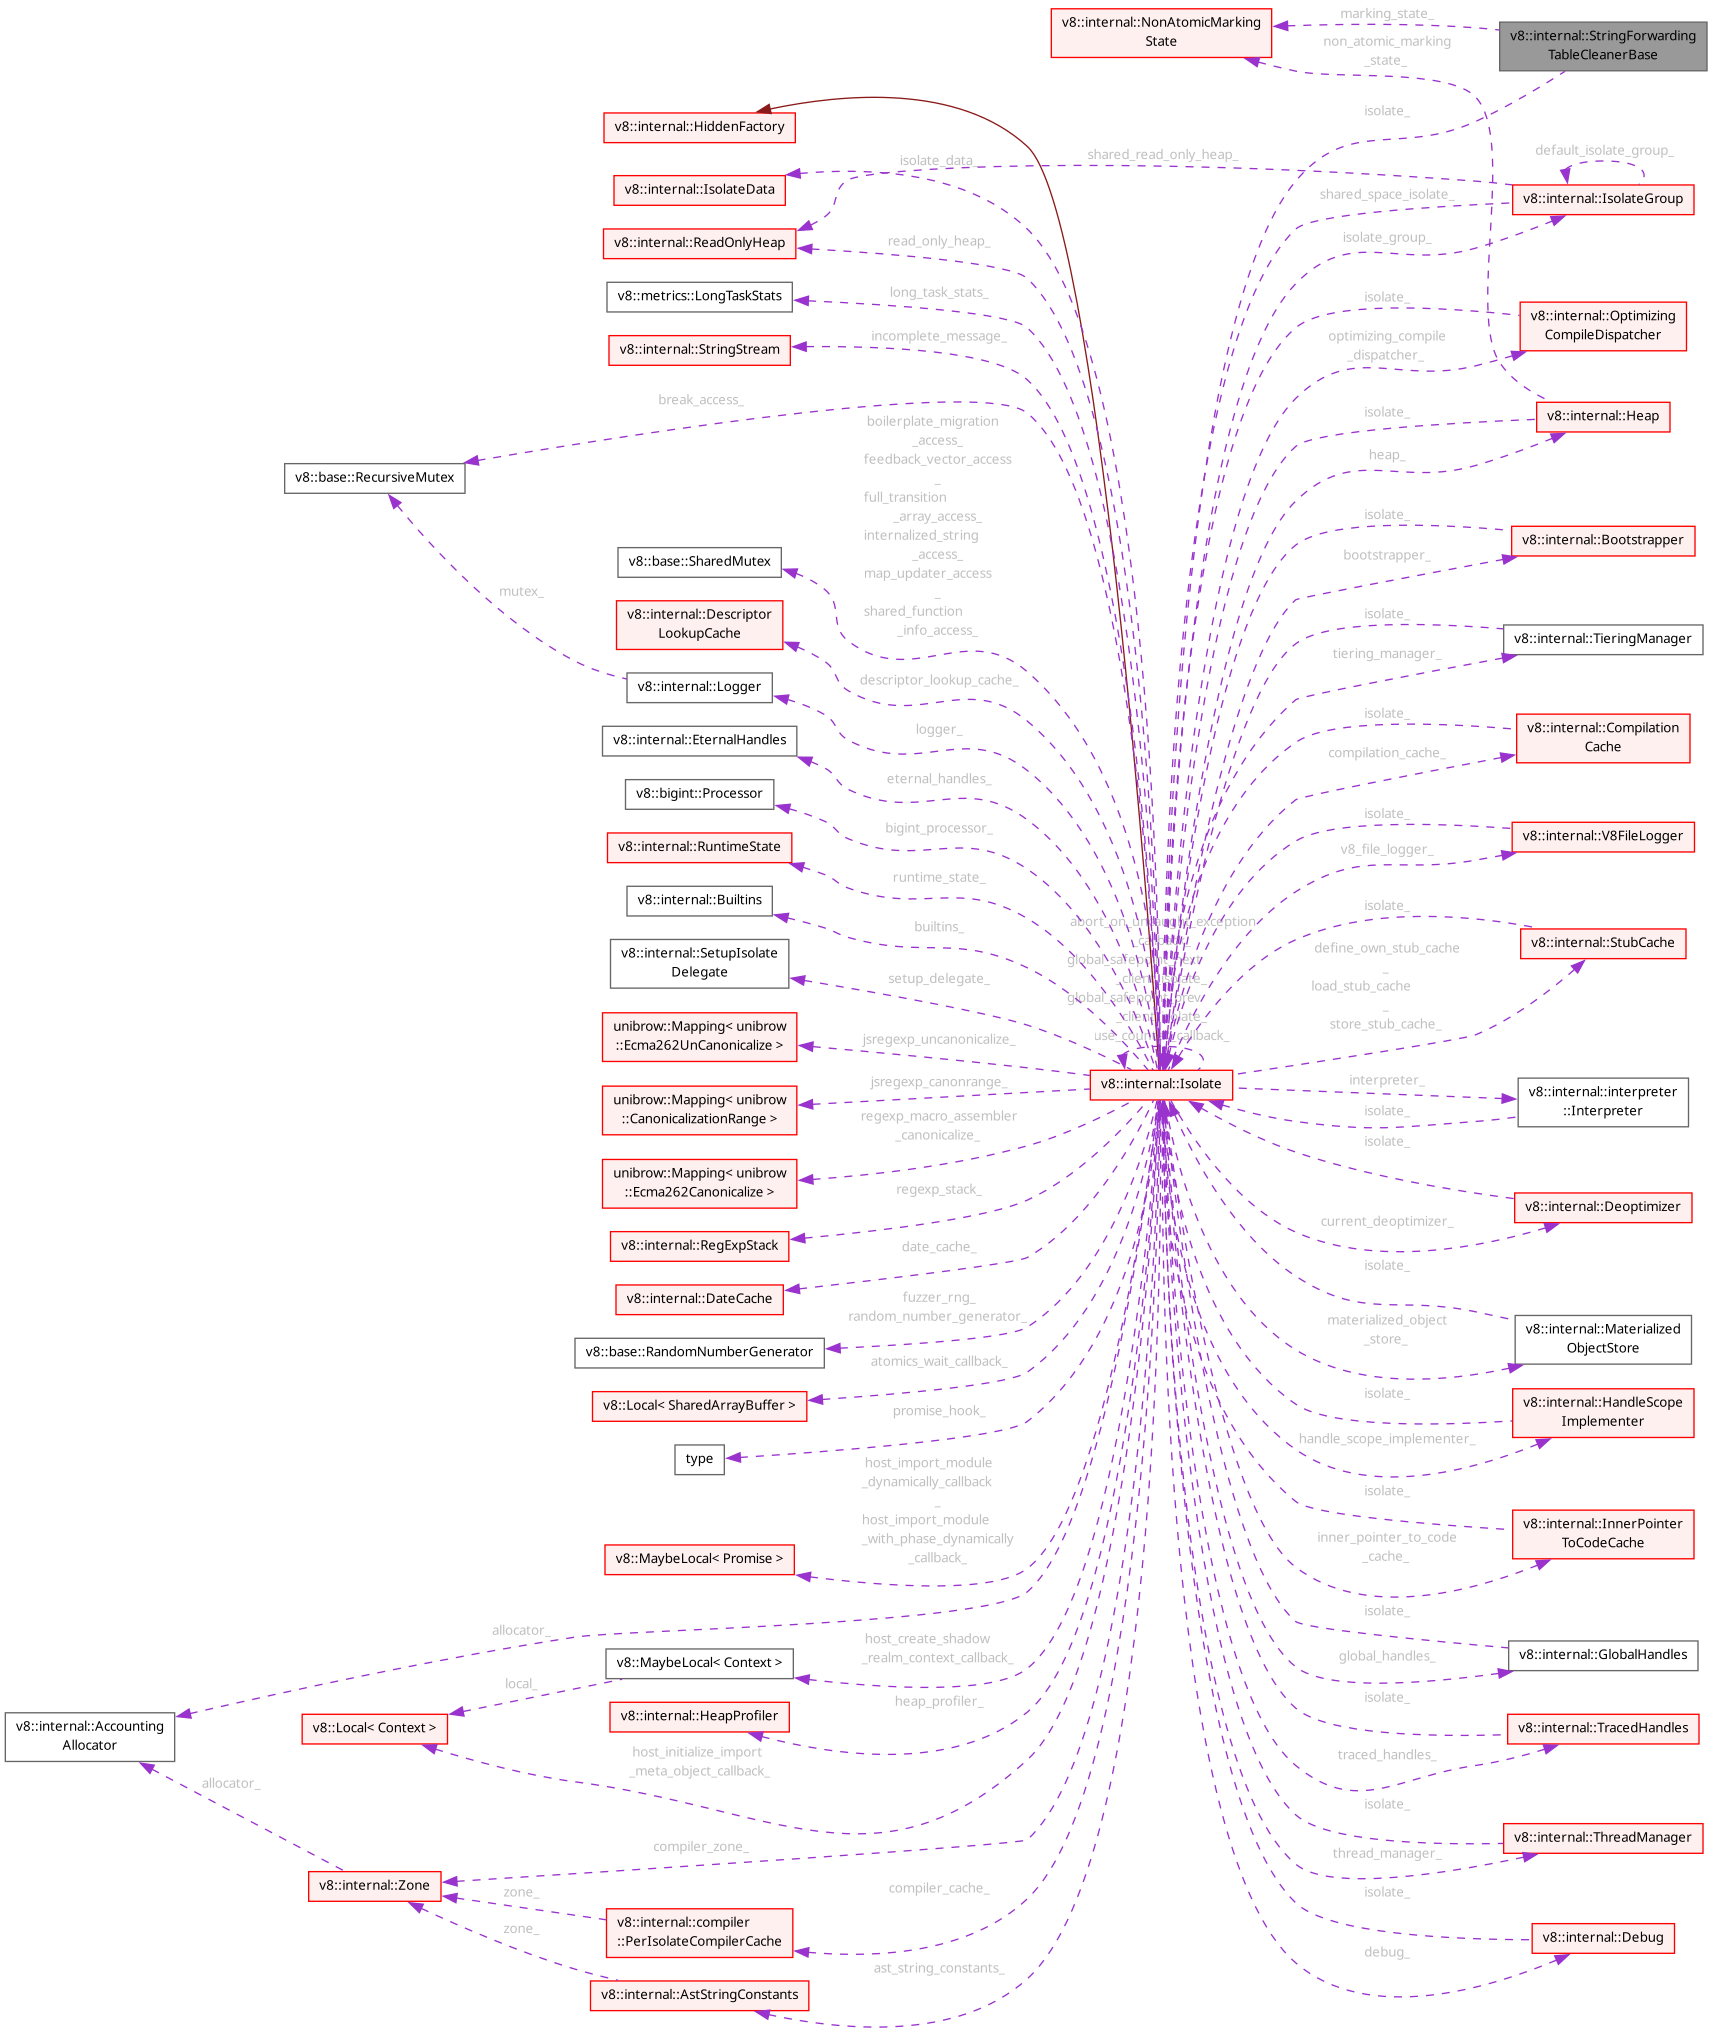 marking_state_
v8::internal::NonAtomicMarking
State
v8::internal::StringForwarding
TableCleanerBase
non_atomic_marking
_state_
v8::internal::HiddenFactory
isolate_
isolate_data_
shared_read_only_heap_
default_isolate_group_
v8::internal::IsolateData
shared_space_isolate_
v8::internal::IsolateGroup
v8::internal::ReadOnlyHeap
read_only_heap_
isolate_group_
v8::metrics::LongTaskStats
long_task_stats_
isolate_
v8::internal::Optimizing
CompileDispatcher
v8::internal::StringStream
incomplete_message_
optimizing_compile
_dispatcher_
break_access_
isolate_
v8::internal::Heap
boilerplate_migration
_access_
feedback_vector_access
_
full_transition
_array_access_
internalized_string
_access_
map_updater_access
_
shared_function
_info_access_
heap_
v8::base::RecursiveMutex
isolate_
v8::internal::Bootstrapper
bootstrapper_
v8::base::SharedMutex
mutex_
v8::internal::Descriptor
LookupCache
isolate_
v8::internal::TieringManager
tiering_manager_
v8::internal::Logger
descriptor_lookup_cache_
isolate_
v8::internal::Compilation
Cache
logger_
v8::internal::EternalHandles
compilation_cache_
eternal_handles_
v8::bigint::Processor
isolate_
v8::internal::V8FileLogger
bigint_processor_
v8::internal::RuntimeState
v8_file_logger_
runtime_state_
v8::internal::Builtins
isolate_
builtins_
abort_on_uncaught_exception
_callback_
global_safepoint_next
_client_isolate_
global_safepoint_prev
_client_isolate_
use_counter_callback_
v8::internal::StubCache
define_own_stub_cache
_
load_stub_cache
_
store_stub_cache_
v8::internal::SetupIsolate
Delegate
setup_delegate_
unibrow::Mapping< unibrow
::Ecma262UnCanonicalize >
jsregexp_uncanonicalize_
v8::internal::Isolate
interpreter_
v8::internal::interpreter
::Interpreter
unibrow::Mapping< unibrow
::CanonicalizationRange >
jsregexp_canonrange_
isolate_
regexp_macro_assembler
_canonicalize_
isolate_
unibrow::Mapping< unibrow
::Ecma262Canonicalize >
regexp_stack_
v8::internal::Deoptimizer
v8::internal::RegExpStack
current_deoptimizer_
date_cache_
isolate_
v8::internal::DateCache
fuzzer_rng_
random_number_generator_
materialized_object
_store_
v8::internal::Materialized
ObjectStore
v8::base::RandomNumberGenerator
atomics_wait_callback_
isolate_
v8::Local< SharedArrayBuffer >
v8::internal::HandleScope
Implementer
promise_hook_
handle_scope_implementer_
type
host_import_module
_dynamically_callback
_
host_import_module
_with_phase_dynamically
_callback_
isolate_
v8::internal::InnerPointer
ToCodeCache
inner_pointer_to_code
_cache_
v8::MaybeLocal< Promise >
isolate_
allocator_
host_create_shadow
_realm_context_callback_
global_handles_
v8::internal::GlobalHandles
v8::MaybeLocal< Context >
local_
heap_profiler_
isolate_
v8::internal::HeapProfiler
v8::internal::TracedHandles
v8::internal::Accounting
Allocator
v8::Local< Context >
host_initialize_import
_meta_object_callback_
traced_handles_
allocator_
isolate_
v8::internal::ThreadManager
compiler_zone_
thread_manager_
v8::internal::Zone
zone_
compiler_cache_
isolate_
v8::internal::compiler
::PerIsolateCompilerCache
zone_
v8::internal::Debug
debug_
ast_string_constants_
v8::internal::AstStringConstants